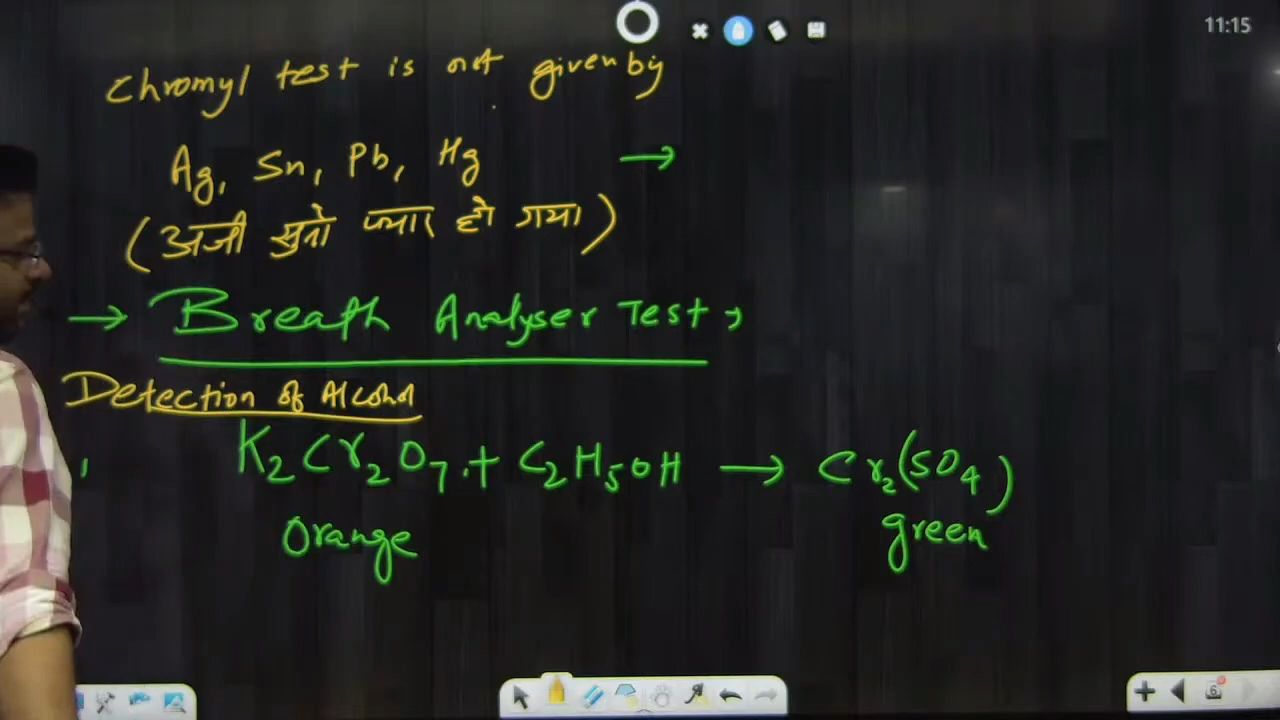 11:15
Chromyl test is not given by
Ag, Sn, Pb, Hg →
(अजी सुनो प्यार हो गया)
→ Breath Analyser Test,
Detection of Alcohol
K2Cr2O7 + C2H5OH → Cr2(SO4)
Orange green
6